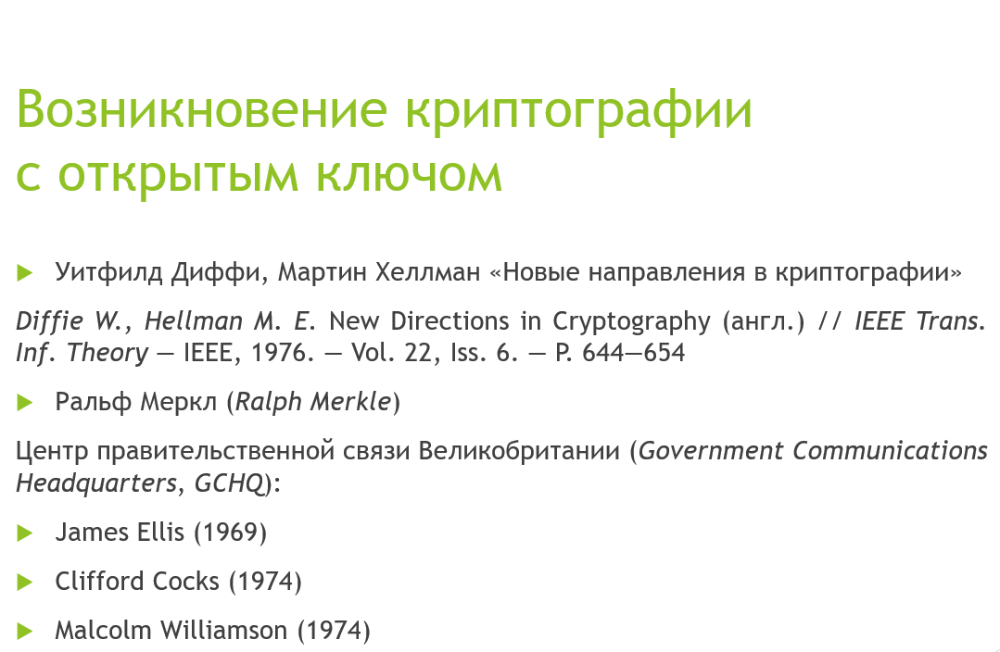 Возникновение криптографии
с открытым ключом
Уитфилд Диффи, Мартин Хеллман «Новые направления в криптографии»
Diffie W., Hellman M. E. New Directions in Cryptography (англ.) // IEEE Trans.
Inf. Theory — IEEE, 1976. — Vol. 22, Iss. 6. — P. 644—654
Ральф Меркл (Ralph Merkle)
Центр правительственной связи Великобритании (Government Communications
Headquarters, GCHQ):
James Ellis (1969)
Clifford Cocks (1974)
Malcolm Williamson (1974)